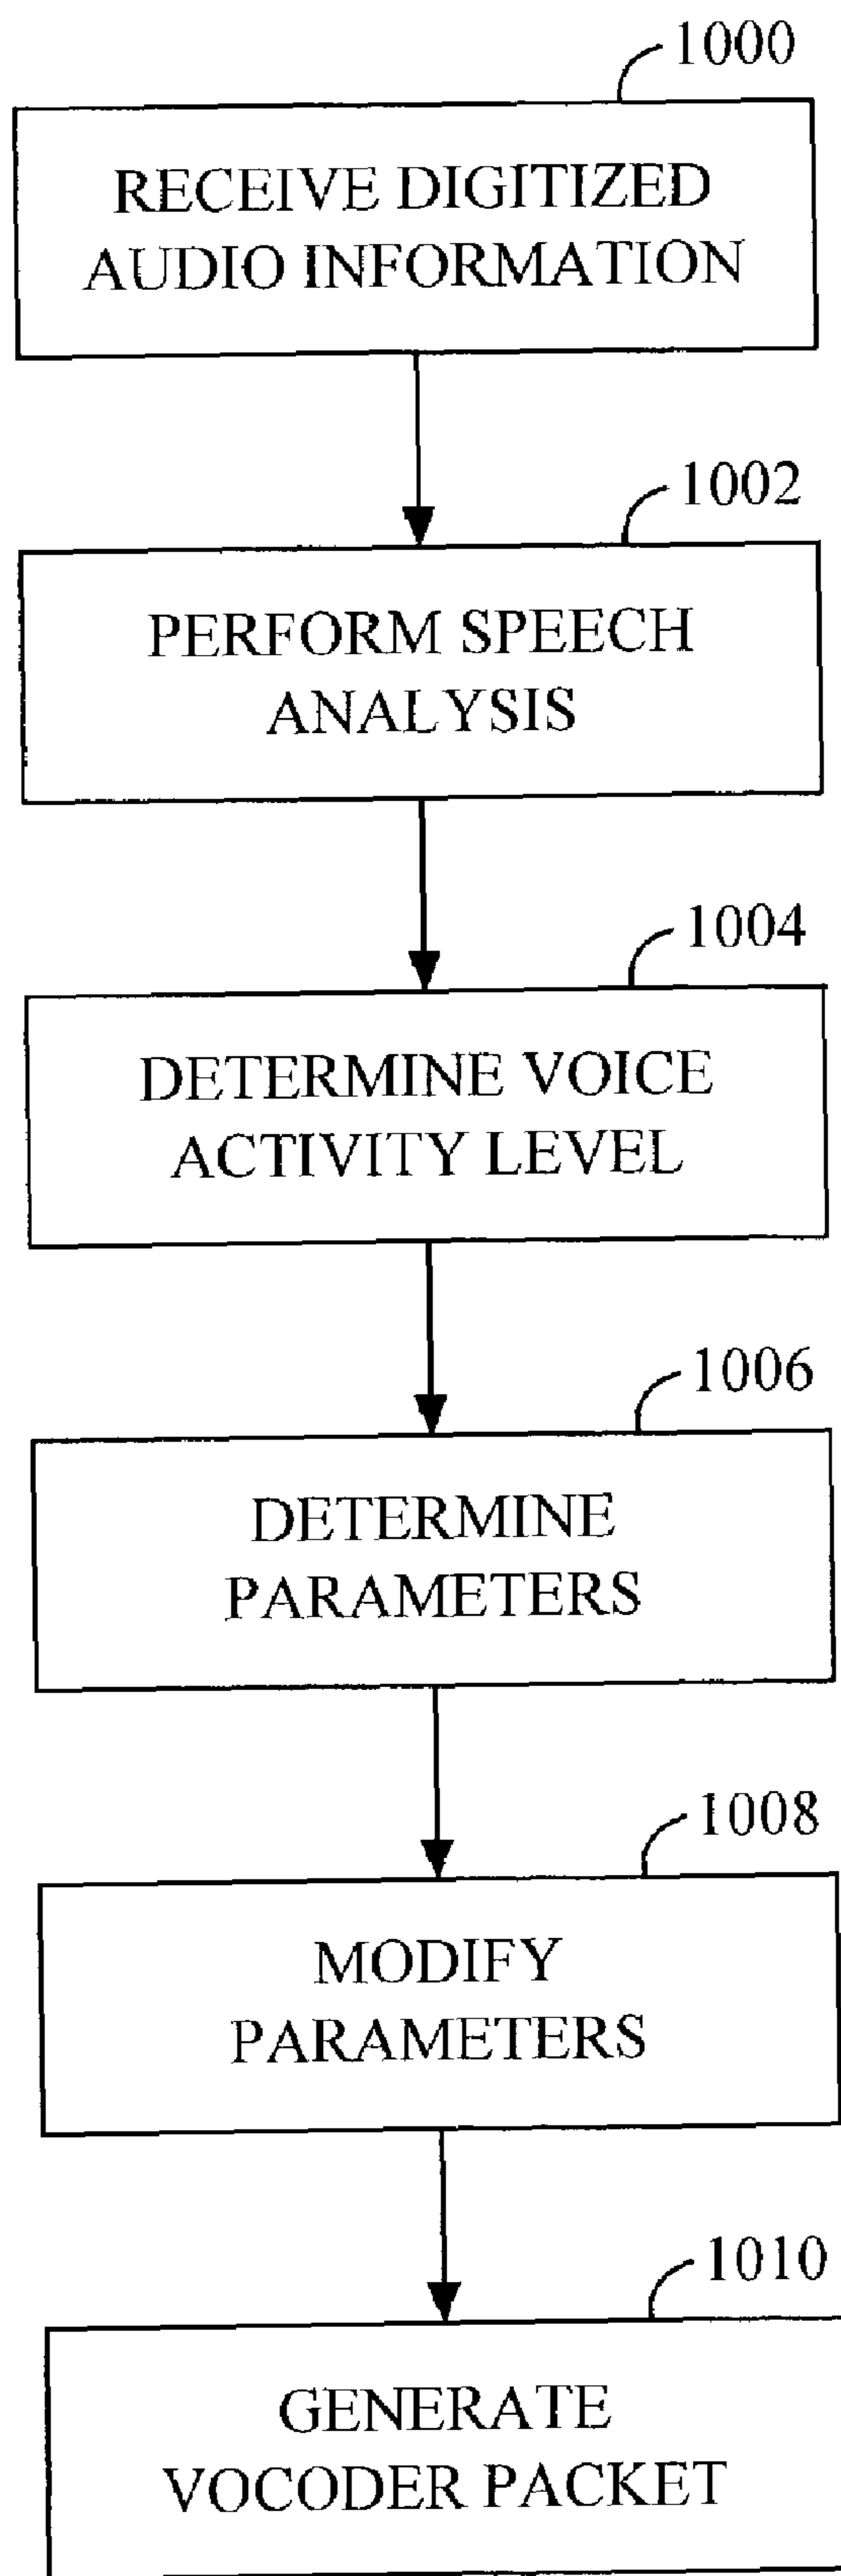 1000
RECEIVE DIGITIZED
AUDIO INFORMATION
1002
PERFORM SPEECH
ANALYSIS
1004
DETERMINE VOICE
ACTIVITY LEVEL
1006
DETERMINE
PARAMETERS
1008
MODIFY
PARAMETERS
1010
GENERATE
VOCODER PACKET